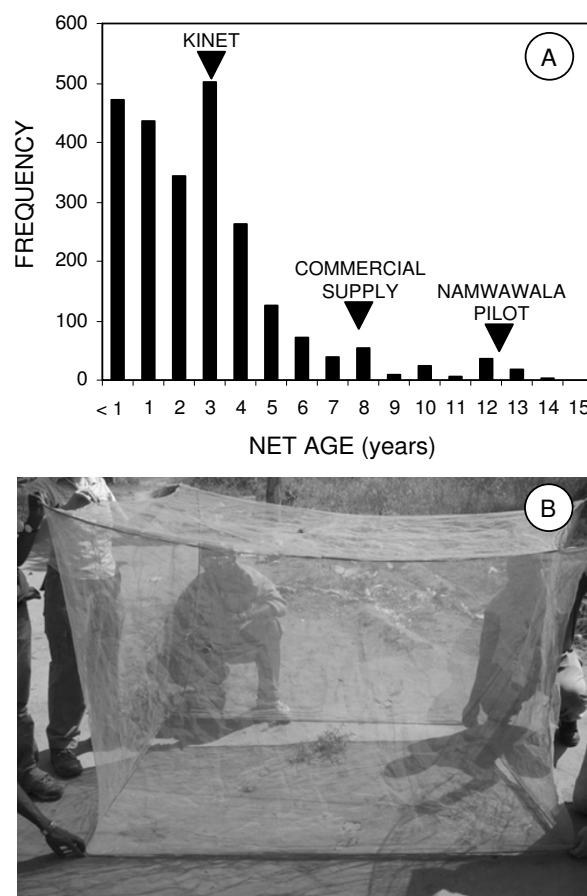 600
KINET
A
500
400
FREQUENCY
300
COMMERCIAL
SUPPLY
NAMWAWALA
PILOT
200
100
0
< 1 1 2 3 4 5 6 7 8 9 10 11 12 13 14 15
NET AGE (years)
B